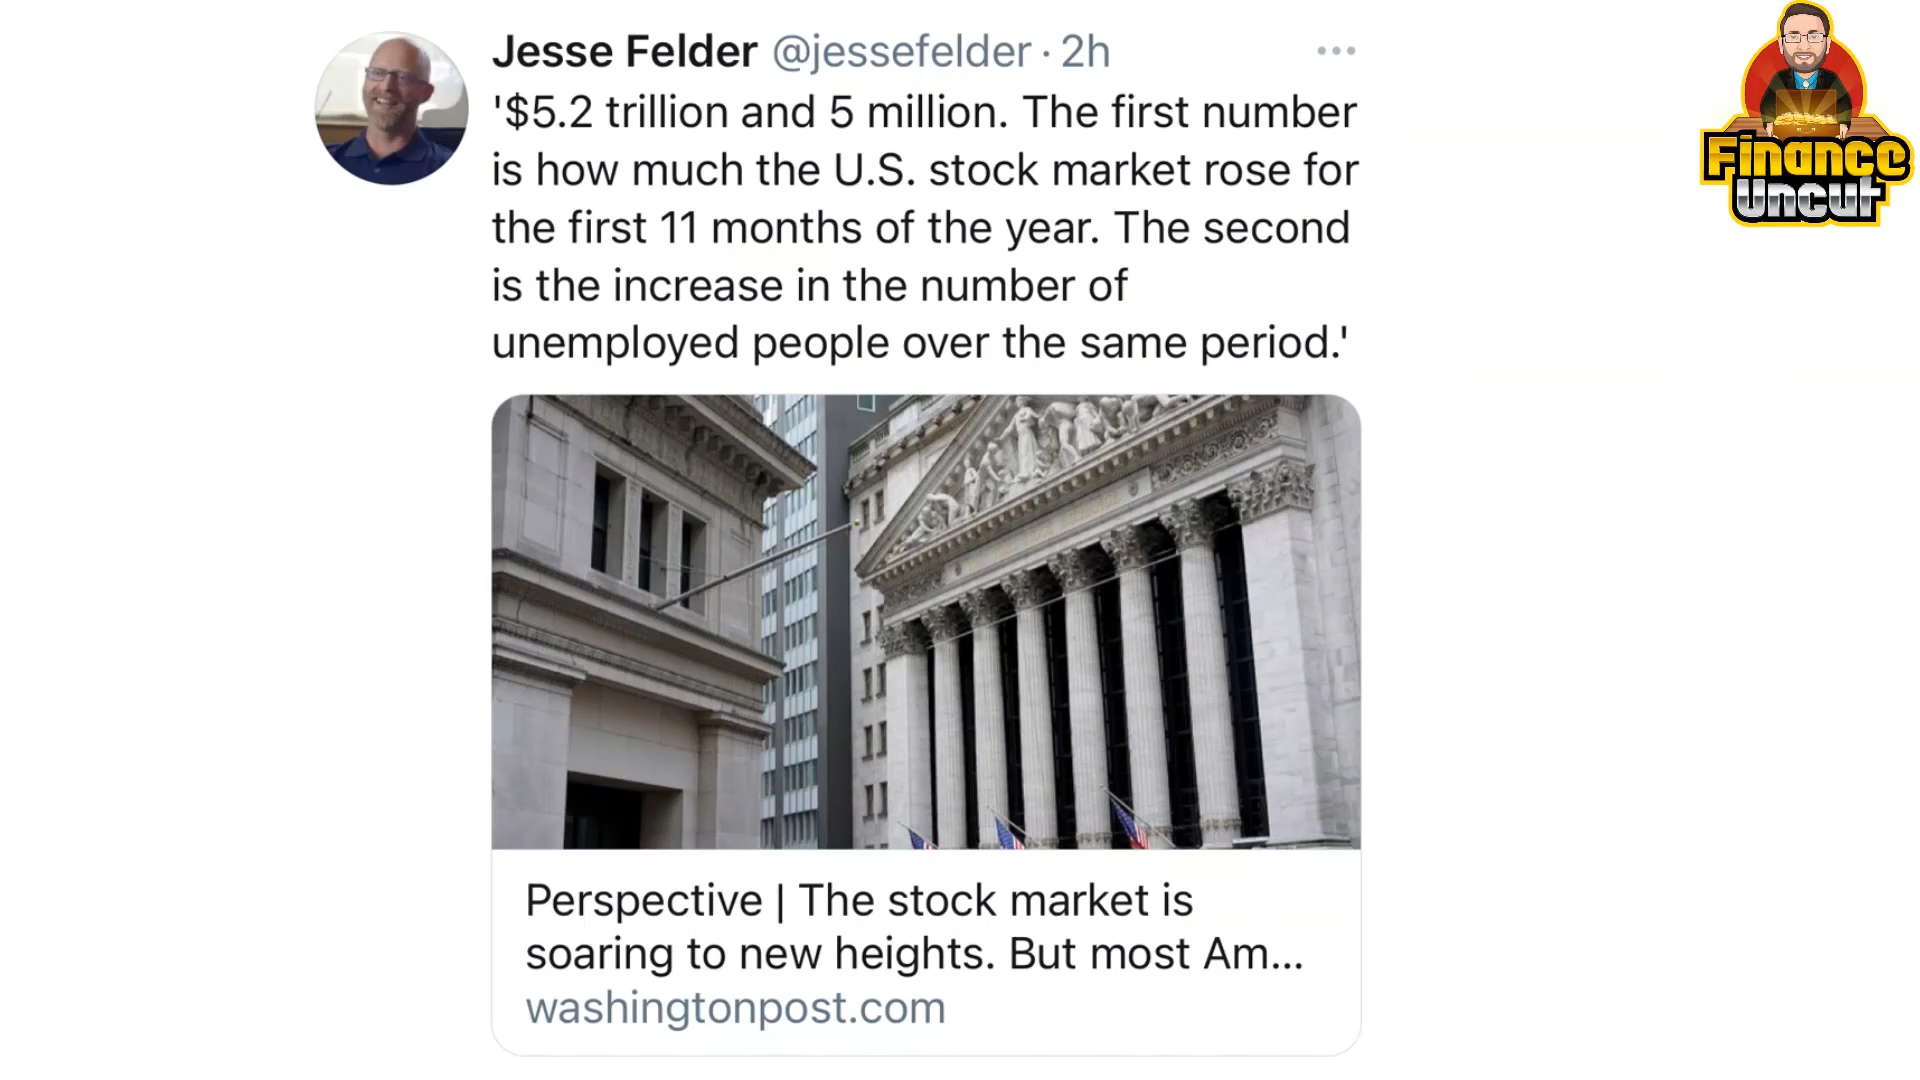 Jesse Felder @jessefelder · 2h
'$5.2 trillion and 5 million. The first number
is how much the U.S. stock market rose for
the first 11 months of the year. The second
is the increase in the number of
unemployed people over the same period.'
Perspective | The stock market is
soaring to new heights. But most Am...
washingtonpost.com
Finance
Uncut